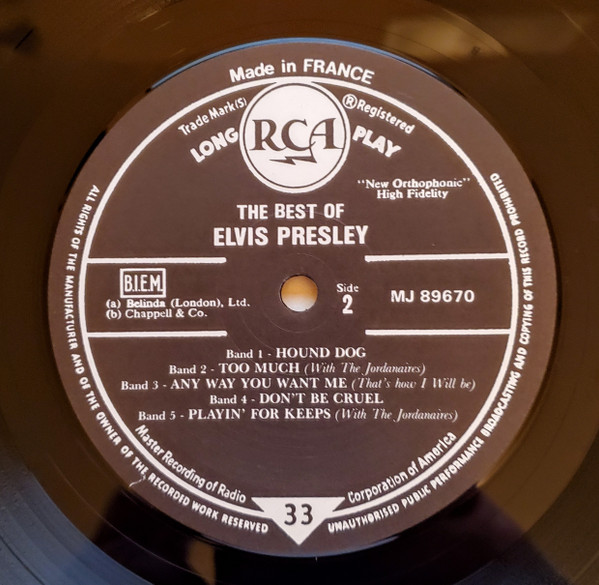 Made in FRANCE
Trade Mark(S) ®Registered
LONG RCA PLAY
"New Orthophonic"
High Fidelity
THE BEST OF
ELVIS PRESLEY
B.I.E.M.
(a) Belinda (London), Ltd.
(b) Chappell & Co.
Side
2
MJ 89670
Band 1 - HOUND DOG
Band 2 - TOO MUCH (With The Jordanaires)
Band 3 - ANY WAY YOU WANT ME (That's how I Will be)
Band 4 - DON'T BE CRUEL
Band 5 - PLAYIN' FOR KEEPS (With The Jordanaires)
Master Recording of Radio Corporation of America
33
ALL RIGHTS OF THE MANUFACTURER AND OF THE OWNER OF THE RECORDED WORK RESERVED
UNAUTHORISED PUBLIC PERFORMANCE BROADCASTING AND COPYING OF THIS RECORD PROHIBITED